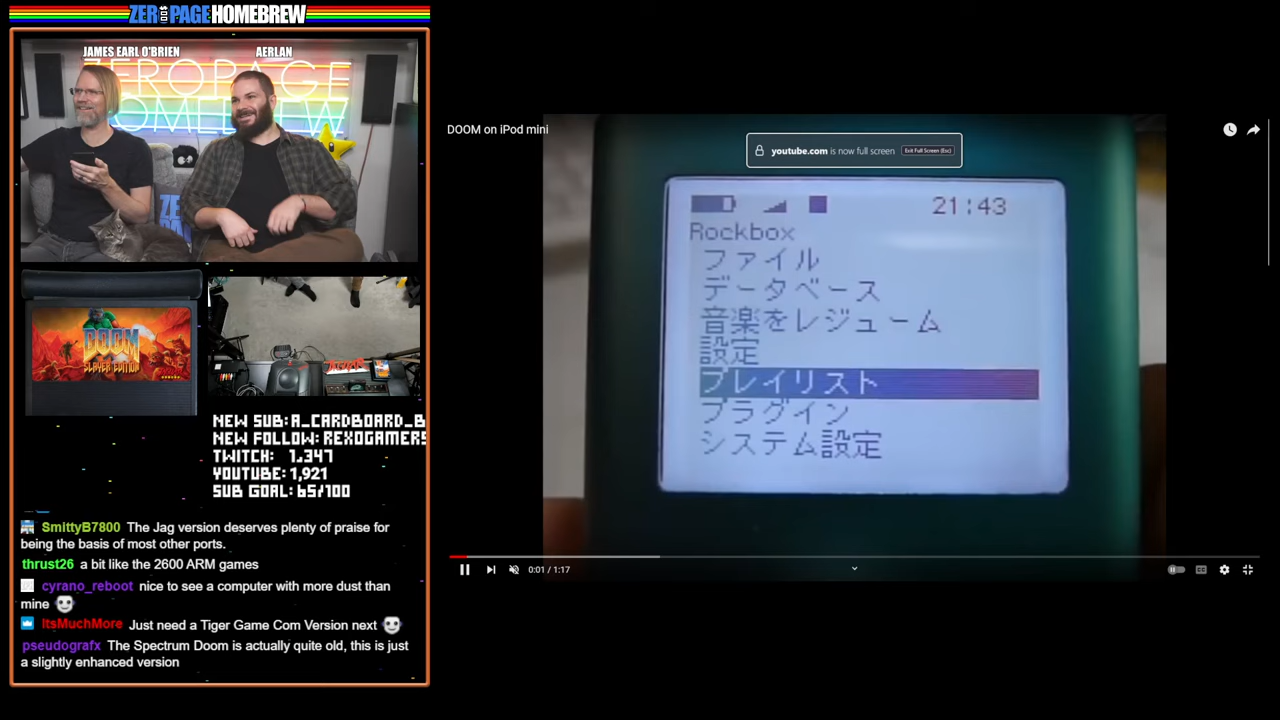 ZEROPAGE HOMEBREW
JAMES EARL O'BRIEN
AERLAN
ZEROPAGE
HOMEBREW
DOOM
SLAYER EDITION
NEW SUB: A_CARDBOARD_B
NEW FOLLOW: REXOGAMERS
TWITCH: 1,347
YOUTUBE: 1,921
SUB GOAL: 65/100
SmittyB7800 The Jag version deserves plenty of praise for
being the basis of most other ports.
thrust26 a bit like the 2600 ARM games
cyrano_reboot nice to see a computer with more dust than
mine
ItsMuchMore Just need a Tiger Game Com Version next
pseudografx The Spectrum Doom is actually quite old, this is just
a slightly enhanced version
DOOM on iPod mini
youtube.com is now full screen Exit Full Screen (Esc)
21:43
Rockbox
ファイル
データベース
音楽をレジューム
設定
プレイリスト
プラグイン
システム設定
0:01 / 1:17